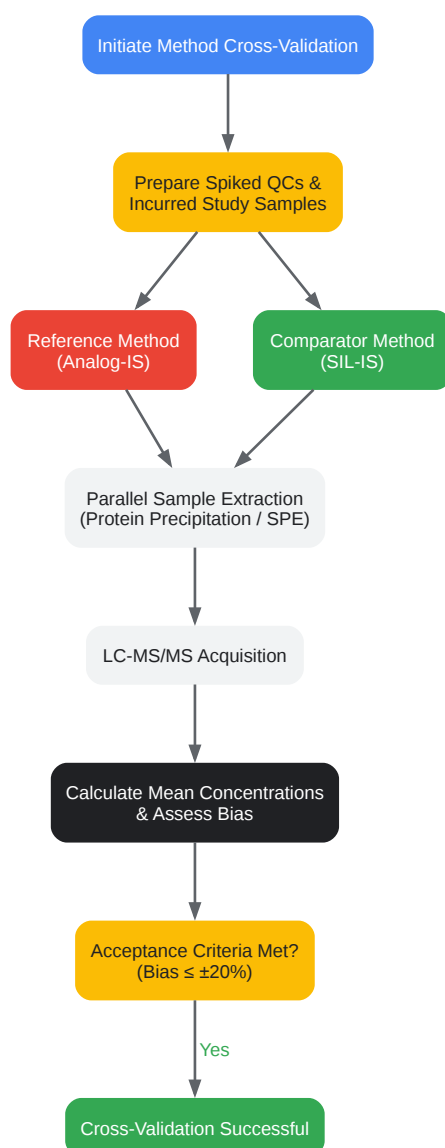 Initiate Method Cross-Validation
Prepare Spiked QCs &
Incurred Study Samples
Reference Method
(Analog-IS)
Comparator Method
(SIL-IS)
Parallel Sample Extraction
(Protein Precipitation / SPE)
LC-MS/MS Acquisition
Calculate Mean Concentrations
& Assess Bias
Acceptance Criteria Met?
(Bias ≤ ±20%)
Yes
Cross-Validation Successful